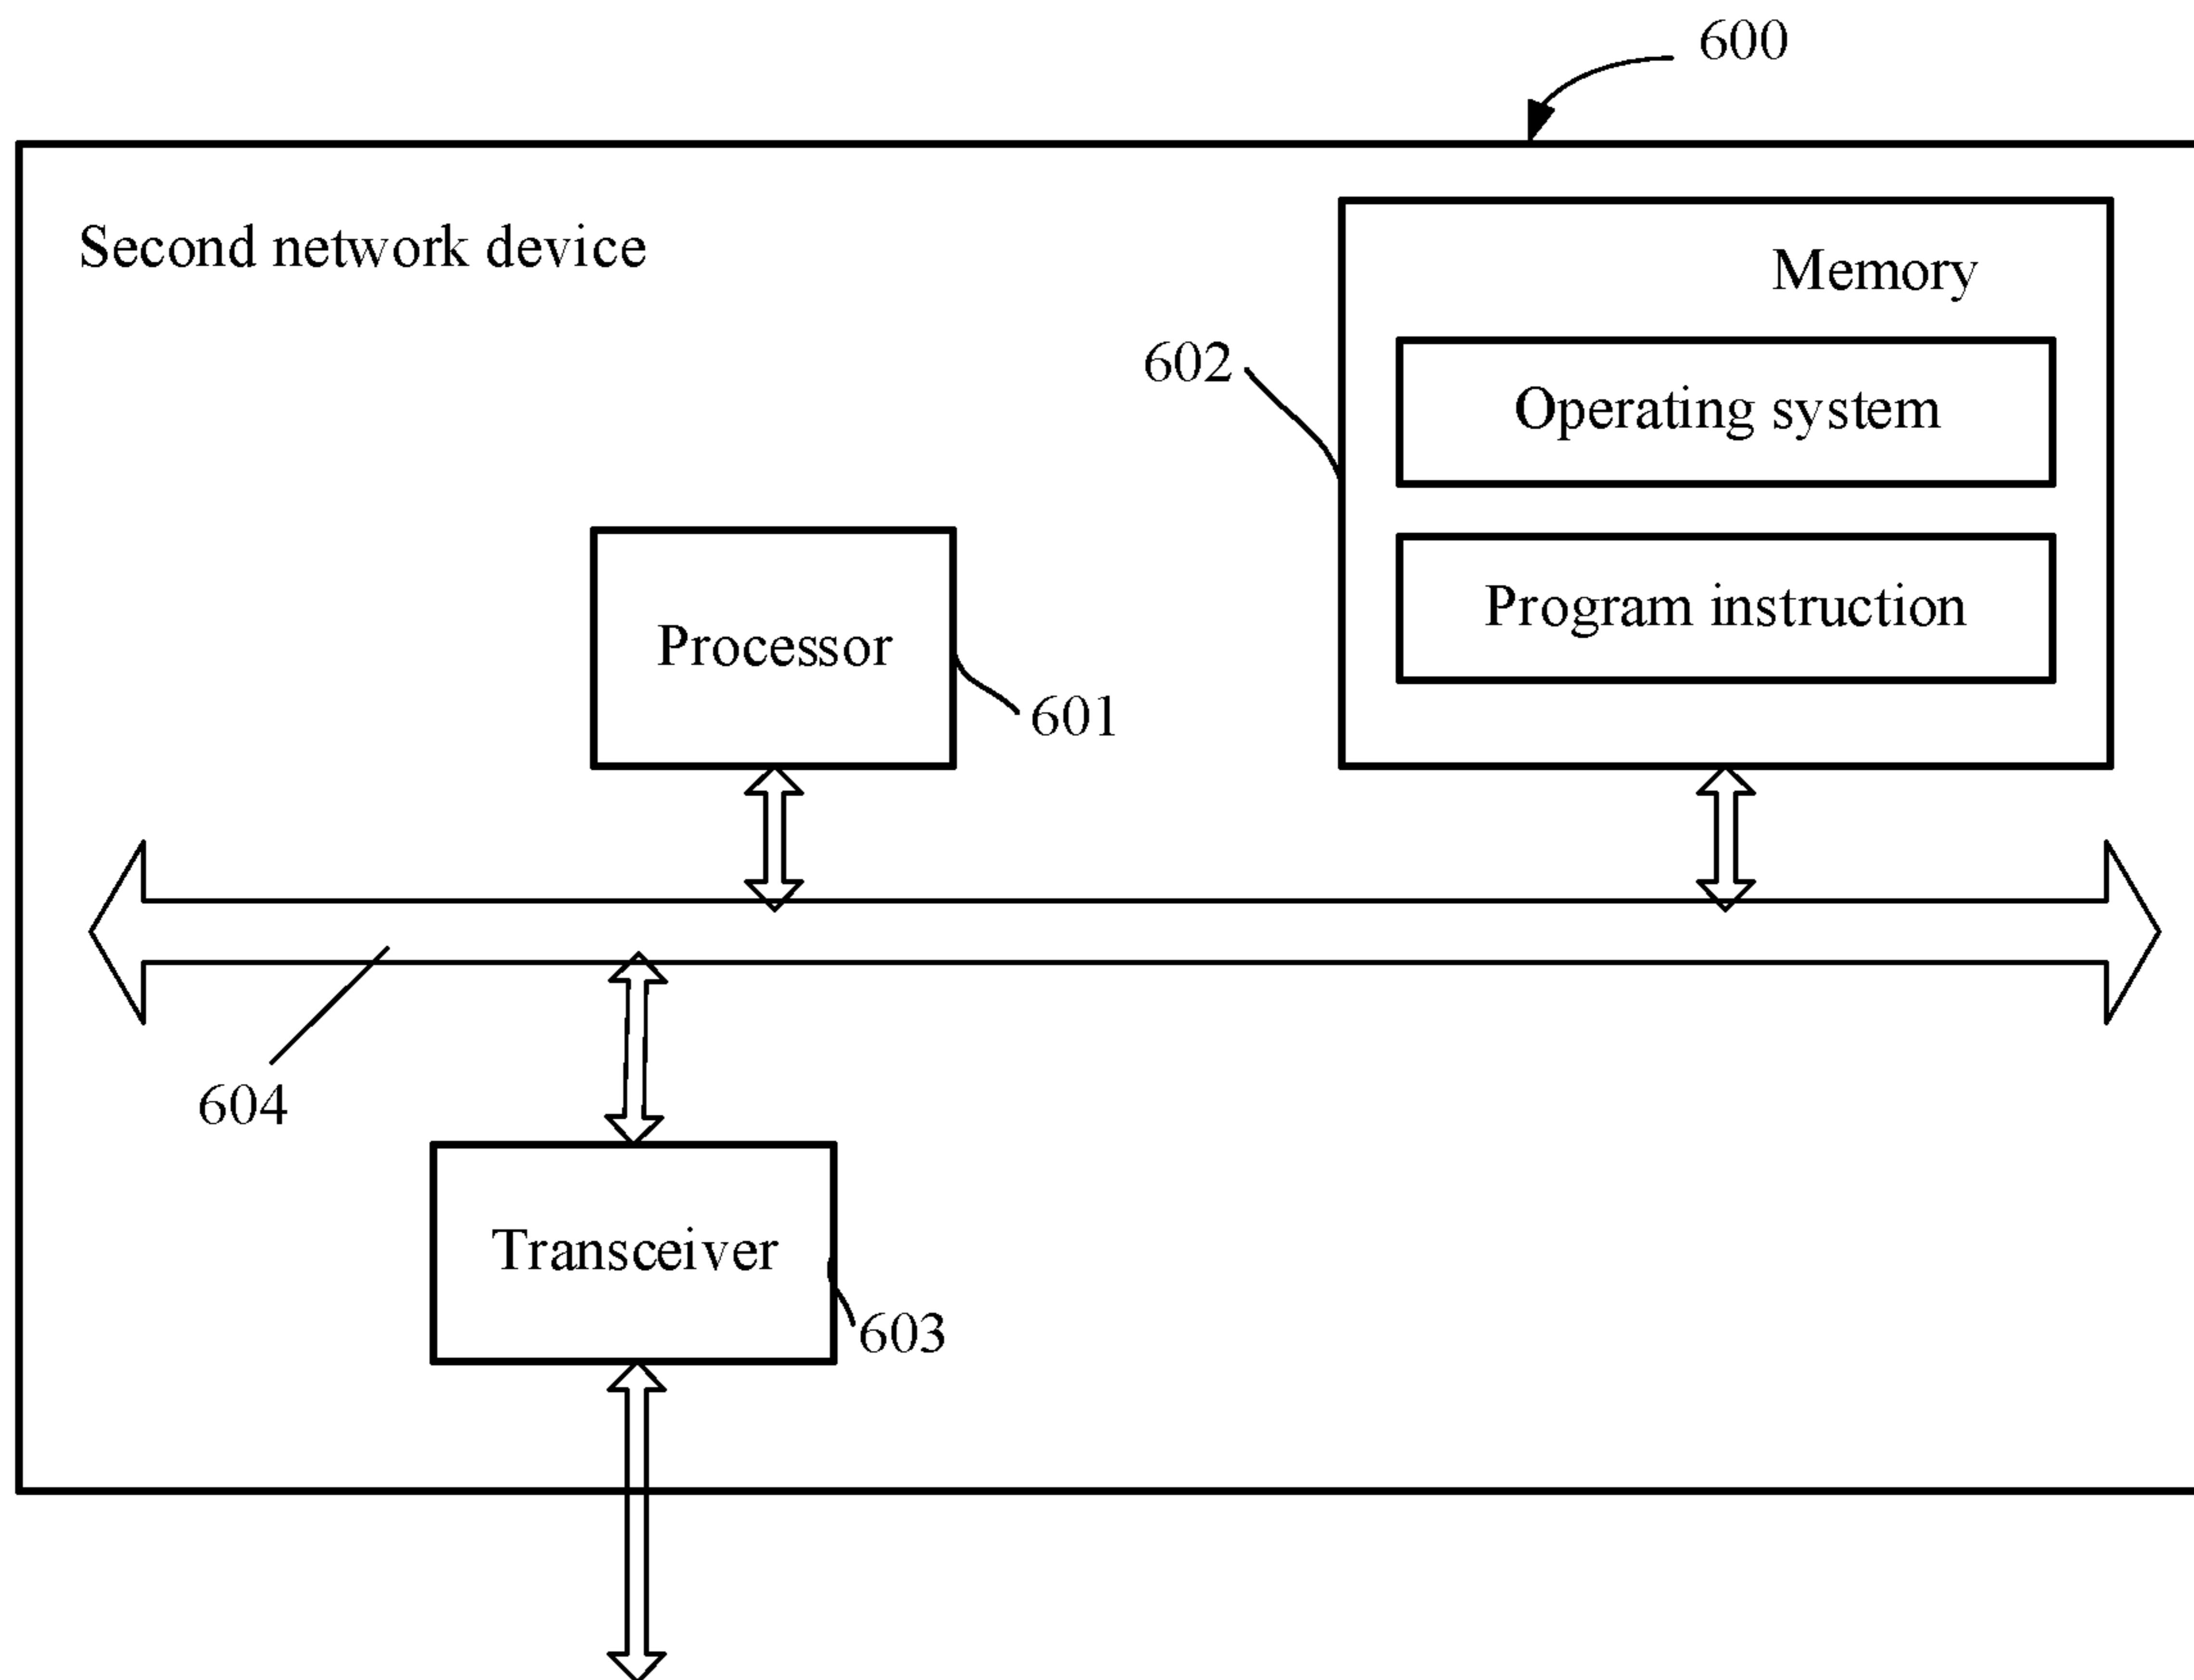 600
Second network device
Memory
602
Operating system
Program instruction
Processor
601
604
Transceiver
603